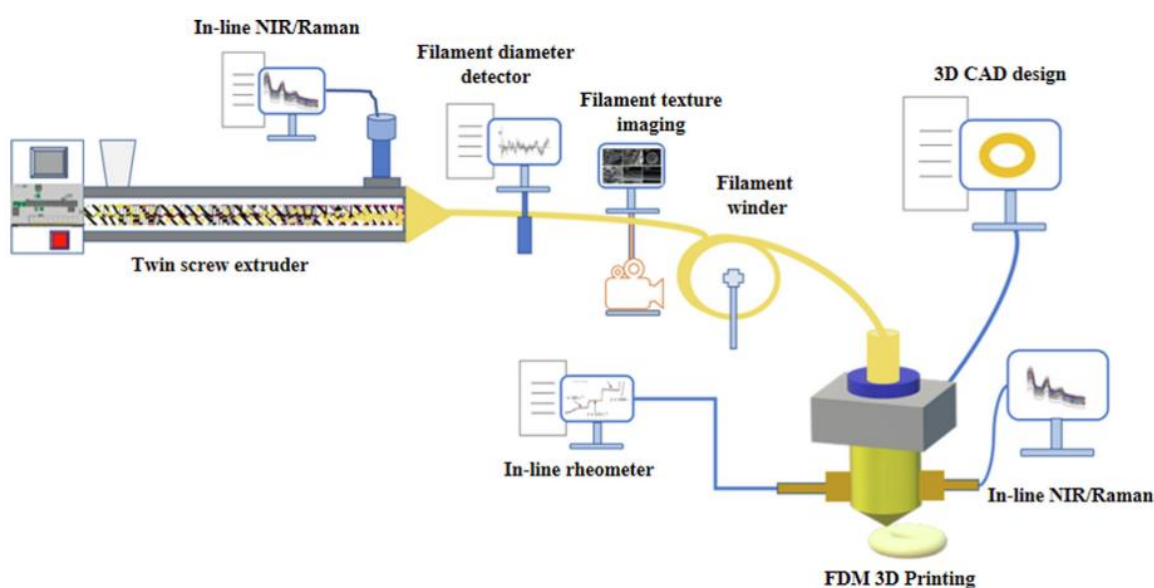 In-line NIR/Raman
Filament diameter
detector
Filament texture
imaging
3D CAD design
Filament
winder
Twin screw extruder
In-line rheometer
In-line NIR/Raman
FDM 3D Printing